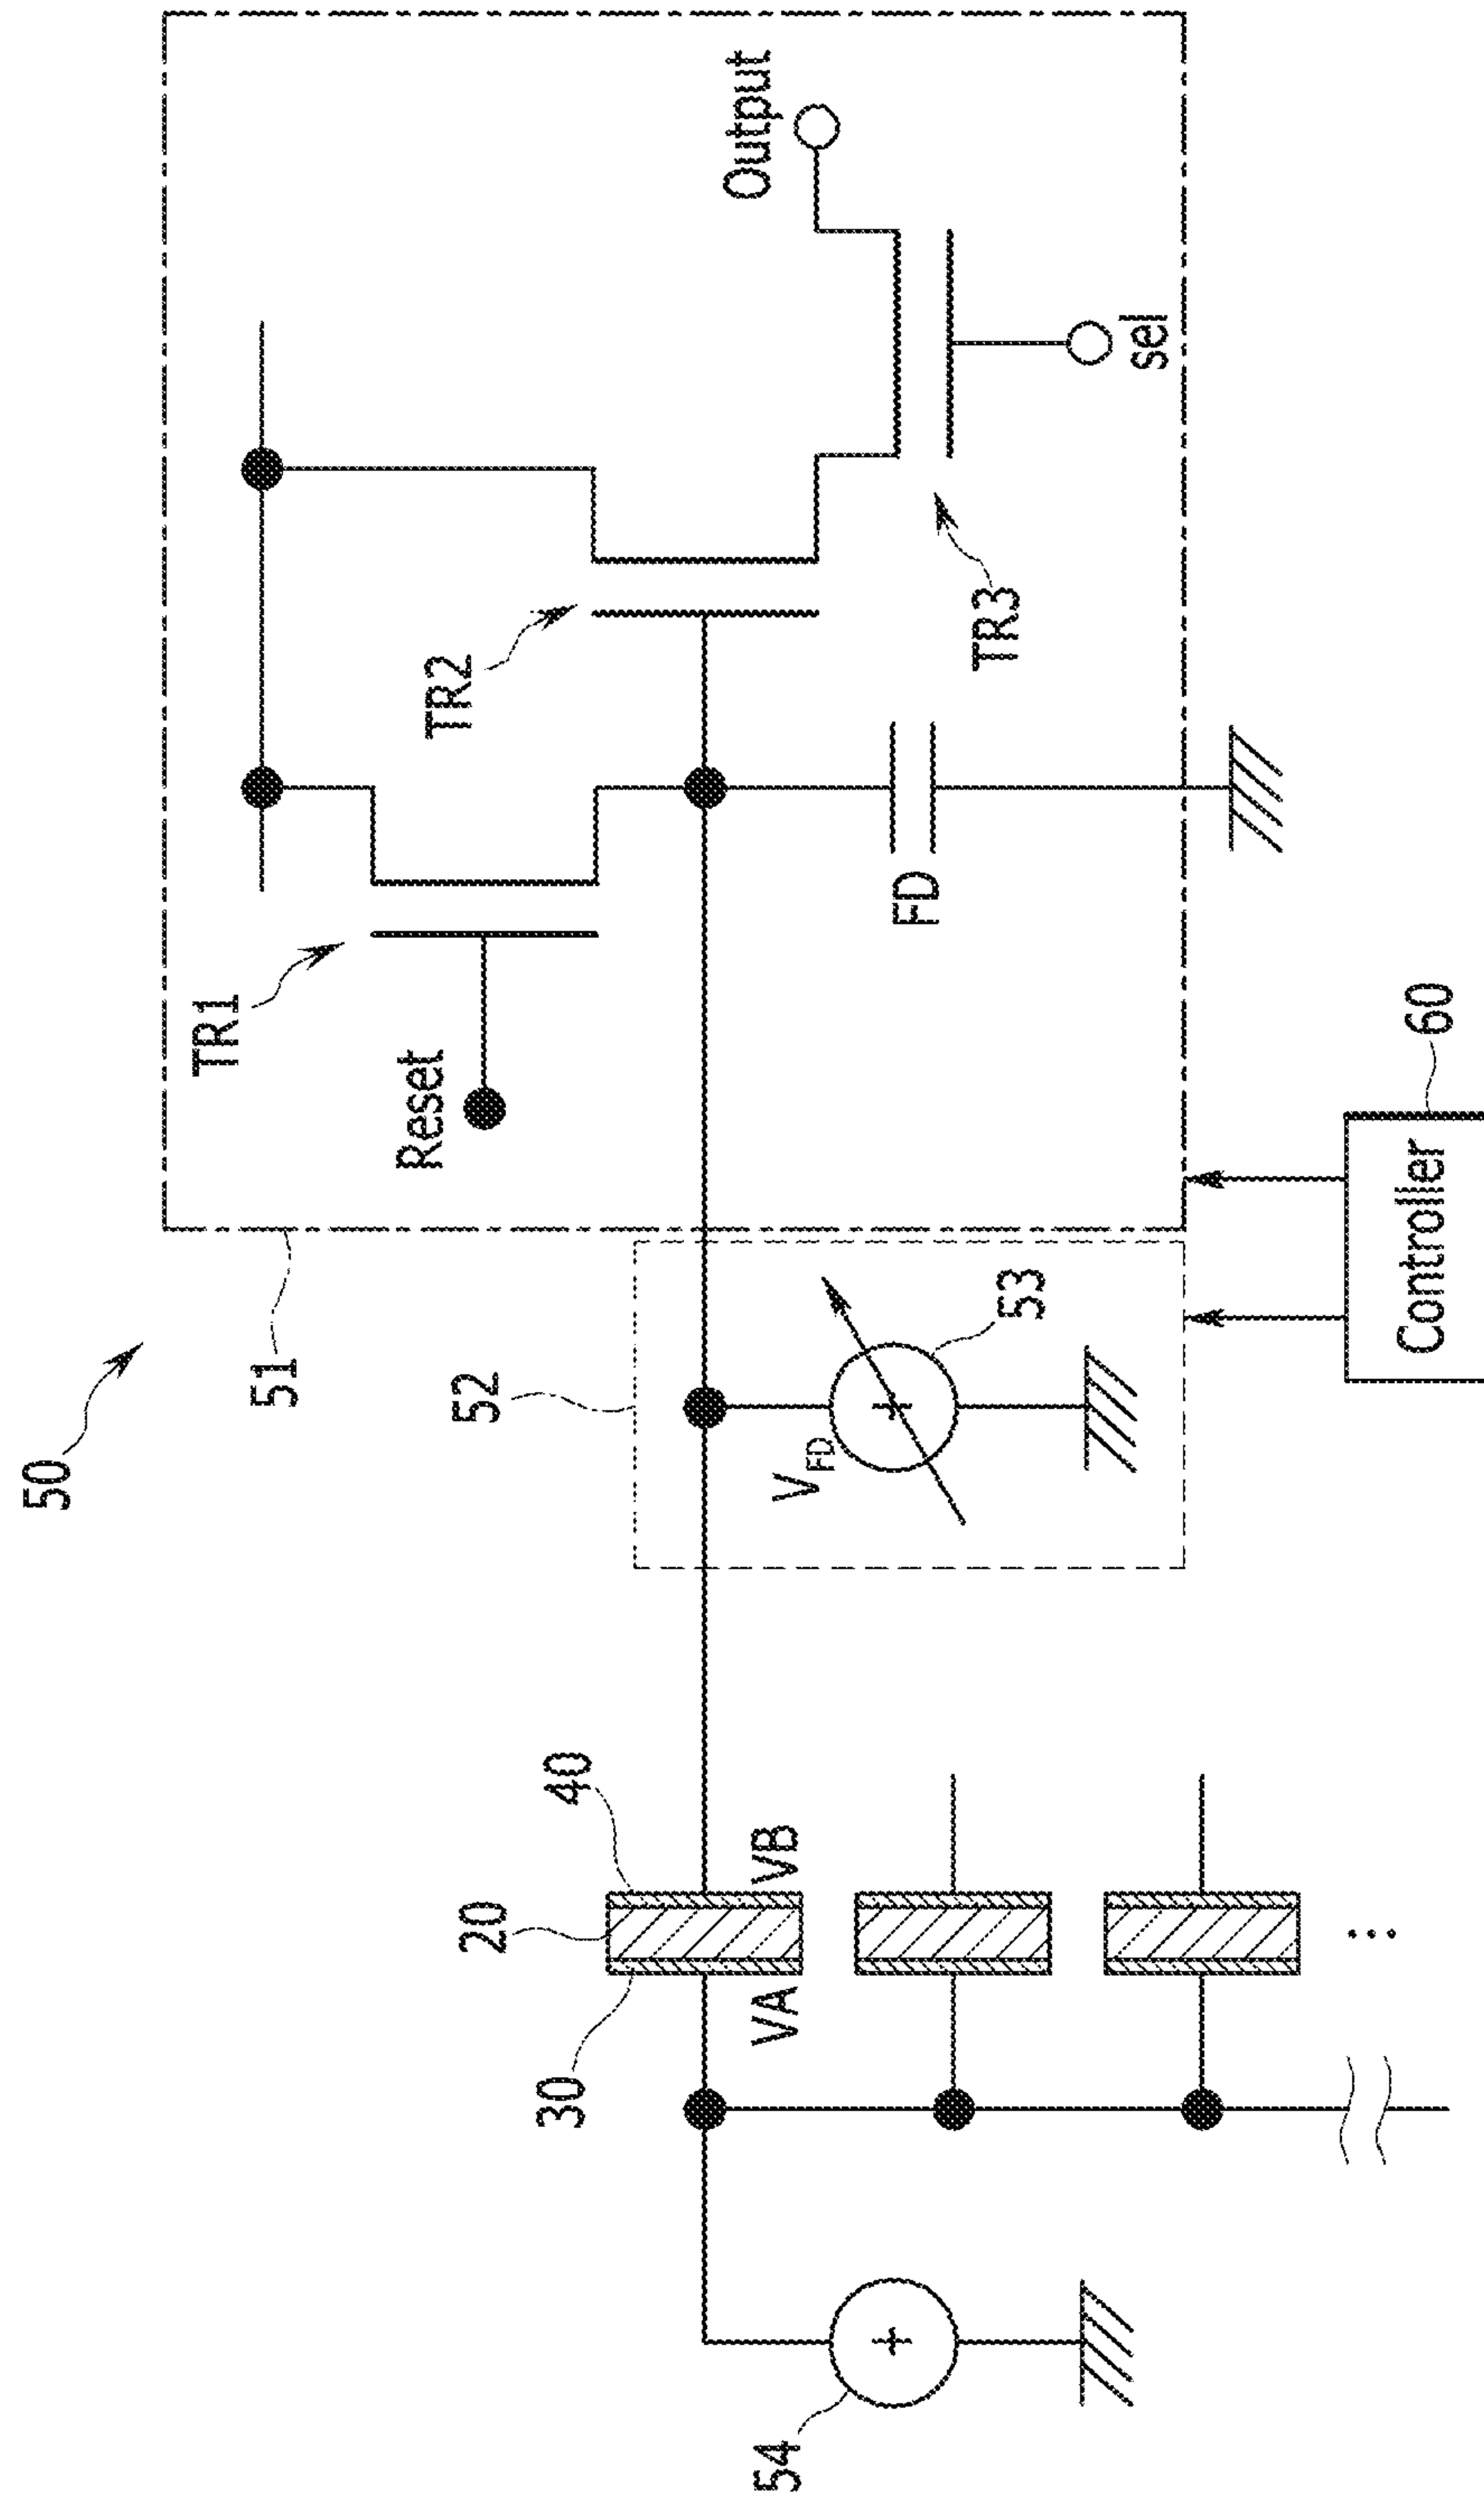 50
51
TR1
Reset
TR2
Output
TR3
sel
FD
52
V FD
53
Controller
60
40
20
30
VA
VB
54